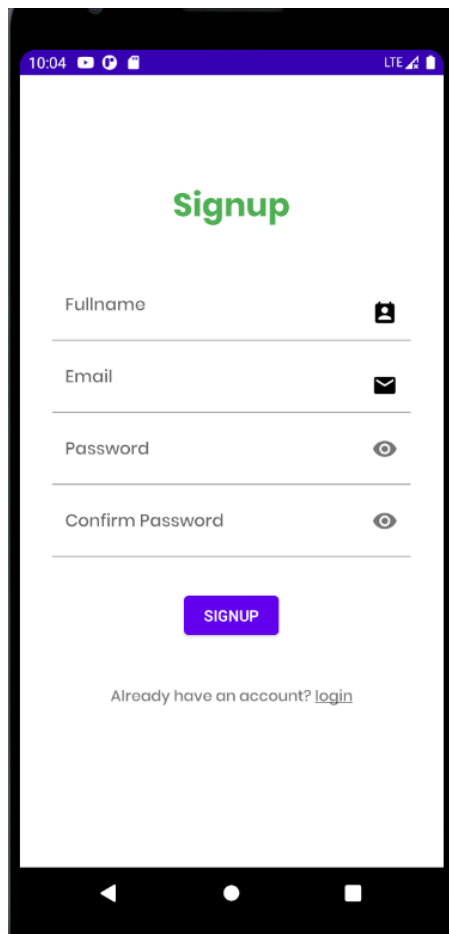 10:04 LTE
Signup
Fullname
Email
Password
Confirm Password
SIGNUP
Already have an account? login